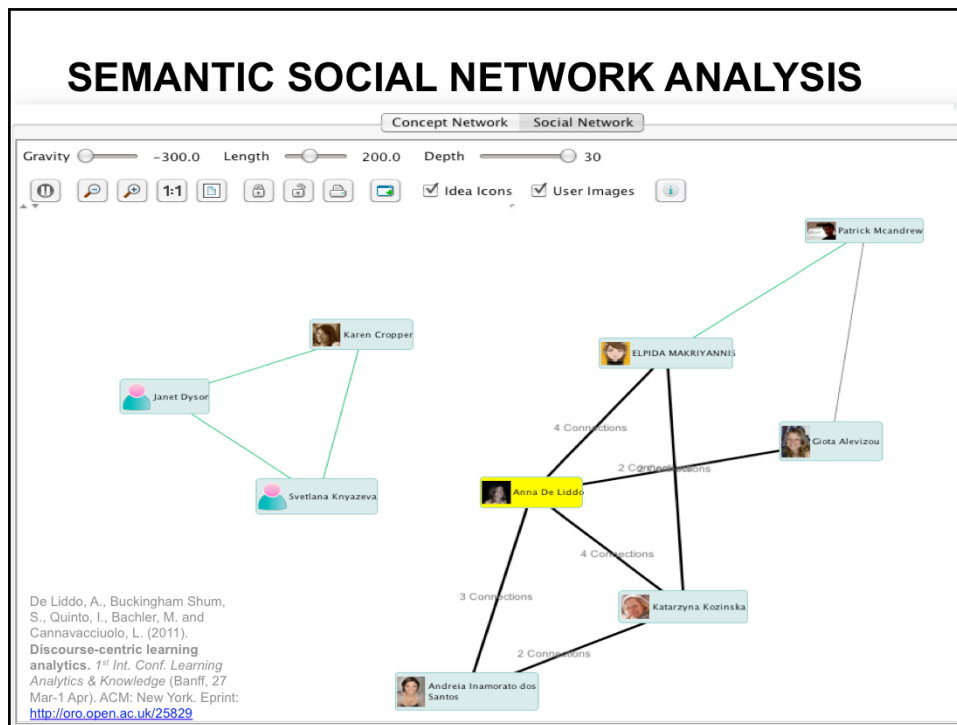 SEMANTIC SOCIAL NETWORK ANALYSIS
Concept Network Social Network
Gravity -300.0 Length 200.0 Depth 30
1:1 Idea Icons User Images
Patrick Mcandrew
Karen Cropper
ELPIDA MAKRIYANNIS
Janet Dyson
4 Connections
Giota Alevizou
2 Connections
Anna De Liddo
Svetlana Knyazeva
4 Connections
3 Connections
Katarzyna Kozinska
2 Connections
Andreia Inamorato dos
Santos
De Liddo, A., Buckingham Shum,
S., Quinto, I., Bachler, M. and
Cannavacciuolo, L. (2011).
Discourse-centric learning
analytics. 1st Int. Conf. Learning
Analytics & Knowledge (Banff, 27
Mar-1 Apr). ACM: New York. Eprint:
http://oro.open.ac.uk/25829